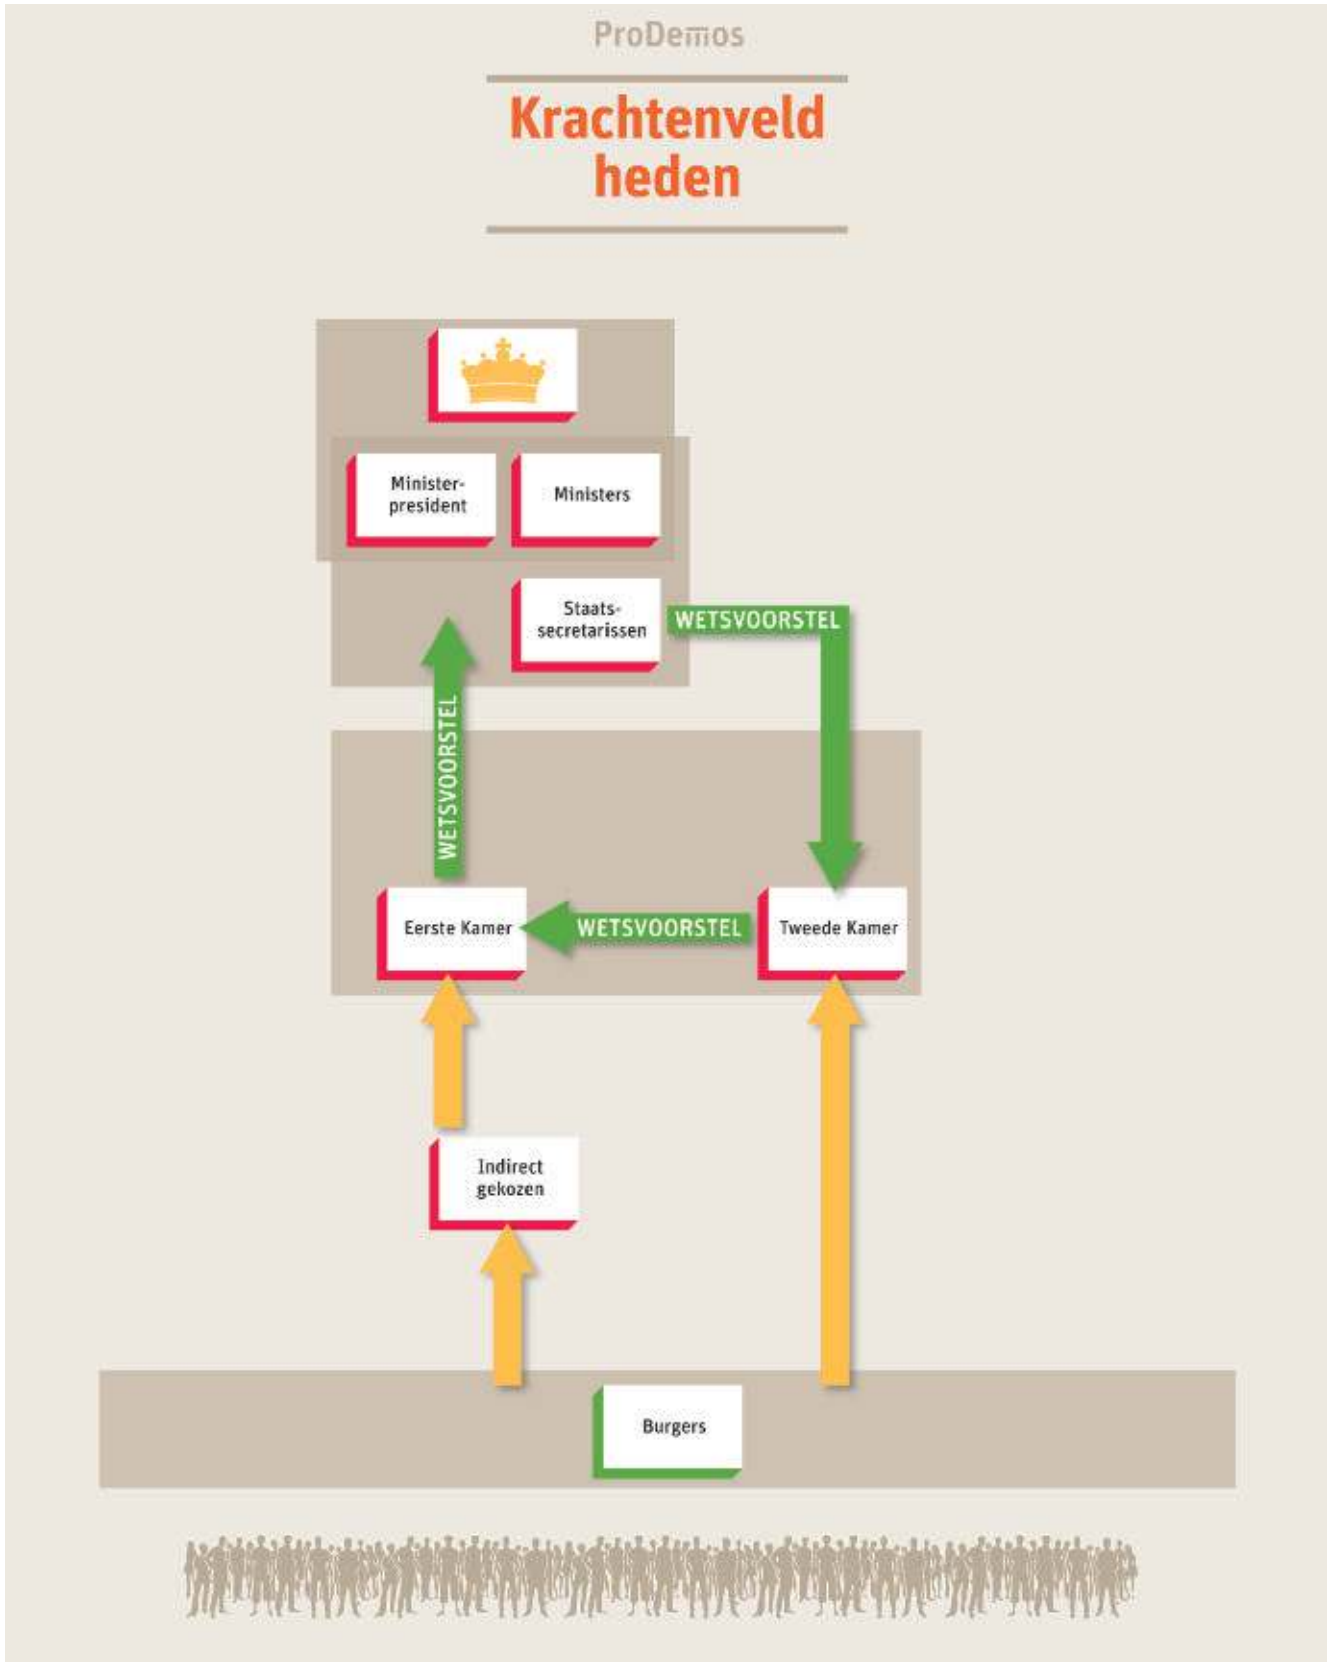 ProDemos
Krachtenveld
heden
Minister-
president
Ministers
Staats-
secretarissen
WETSVOORSTEL
WETSVOORSTEL
Eerste Kamer
WETSVOORSTEL
Tweede Kamer
Indirect
gekozen
Burgers